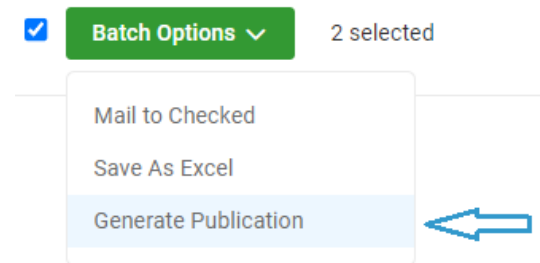 Batch Options 2 selected
Mail to Checked
Save As Excel
Generate Publication